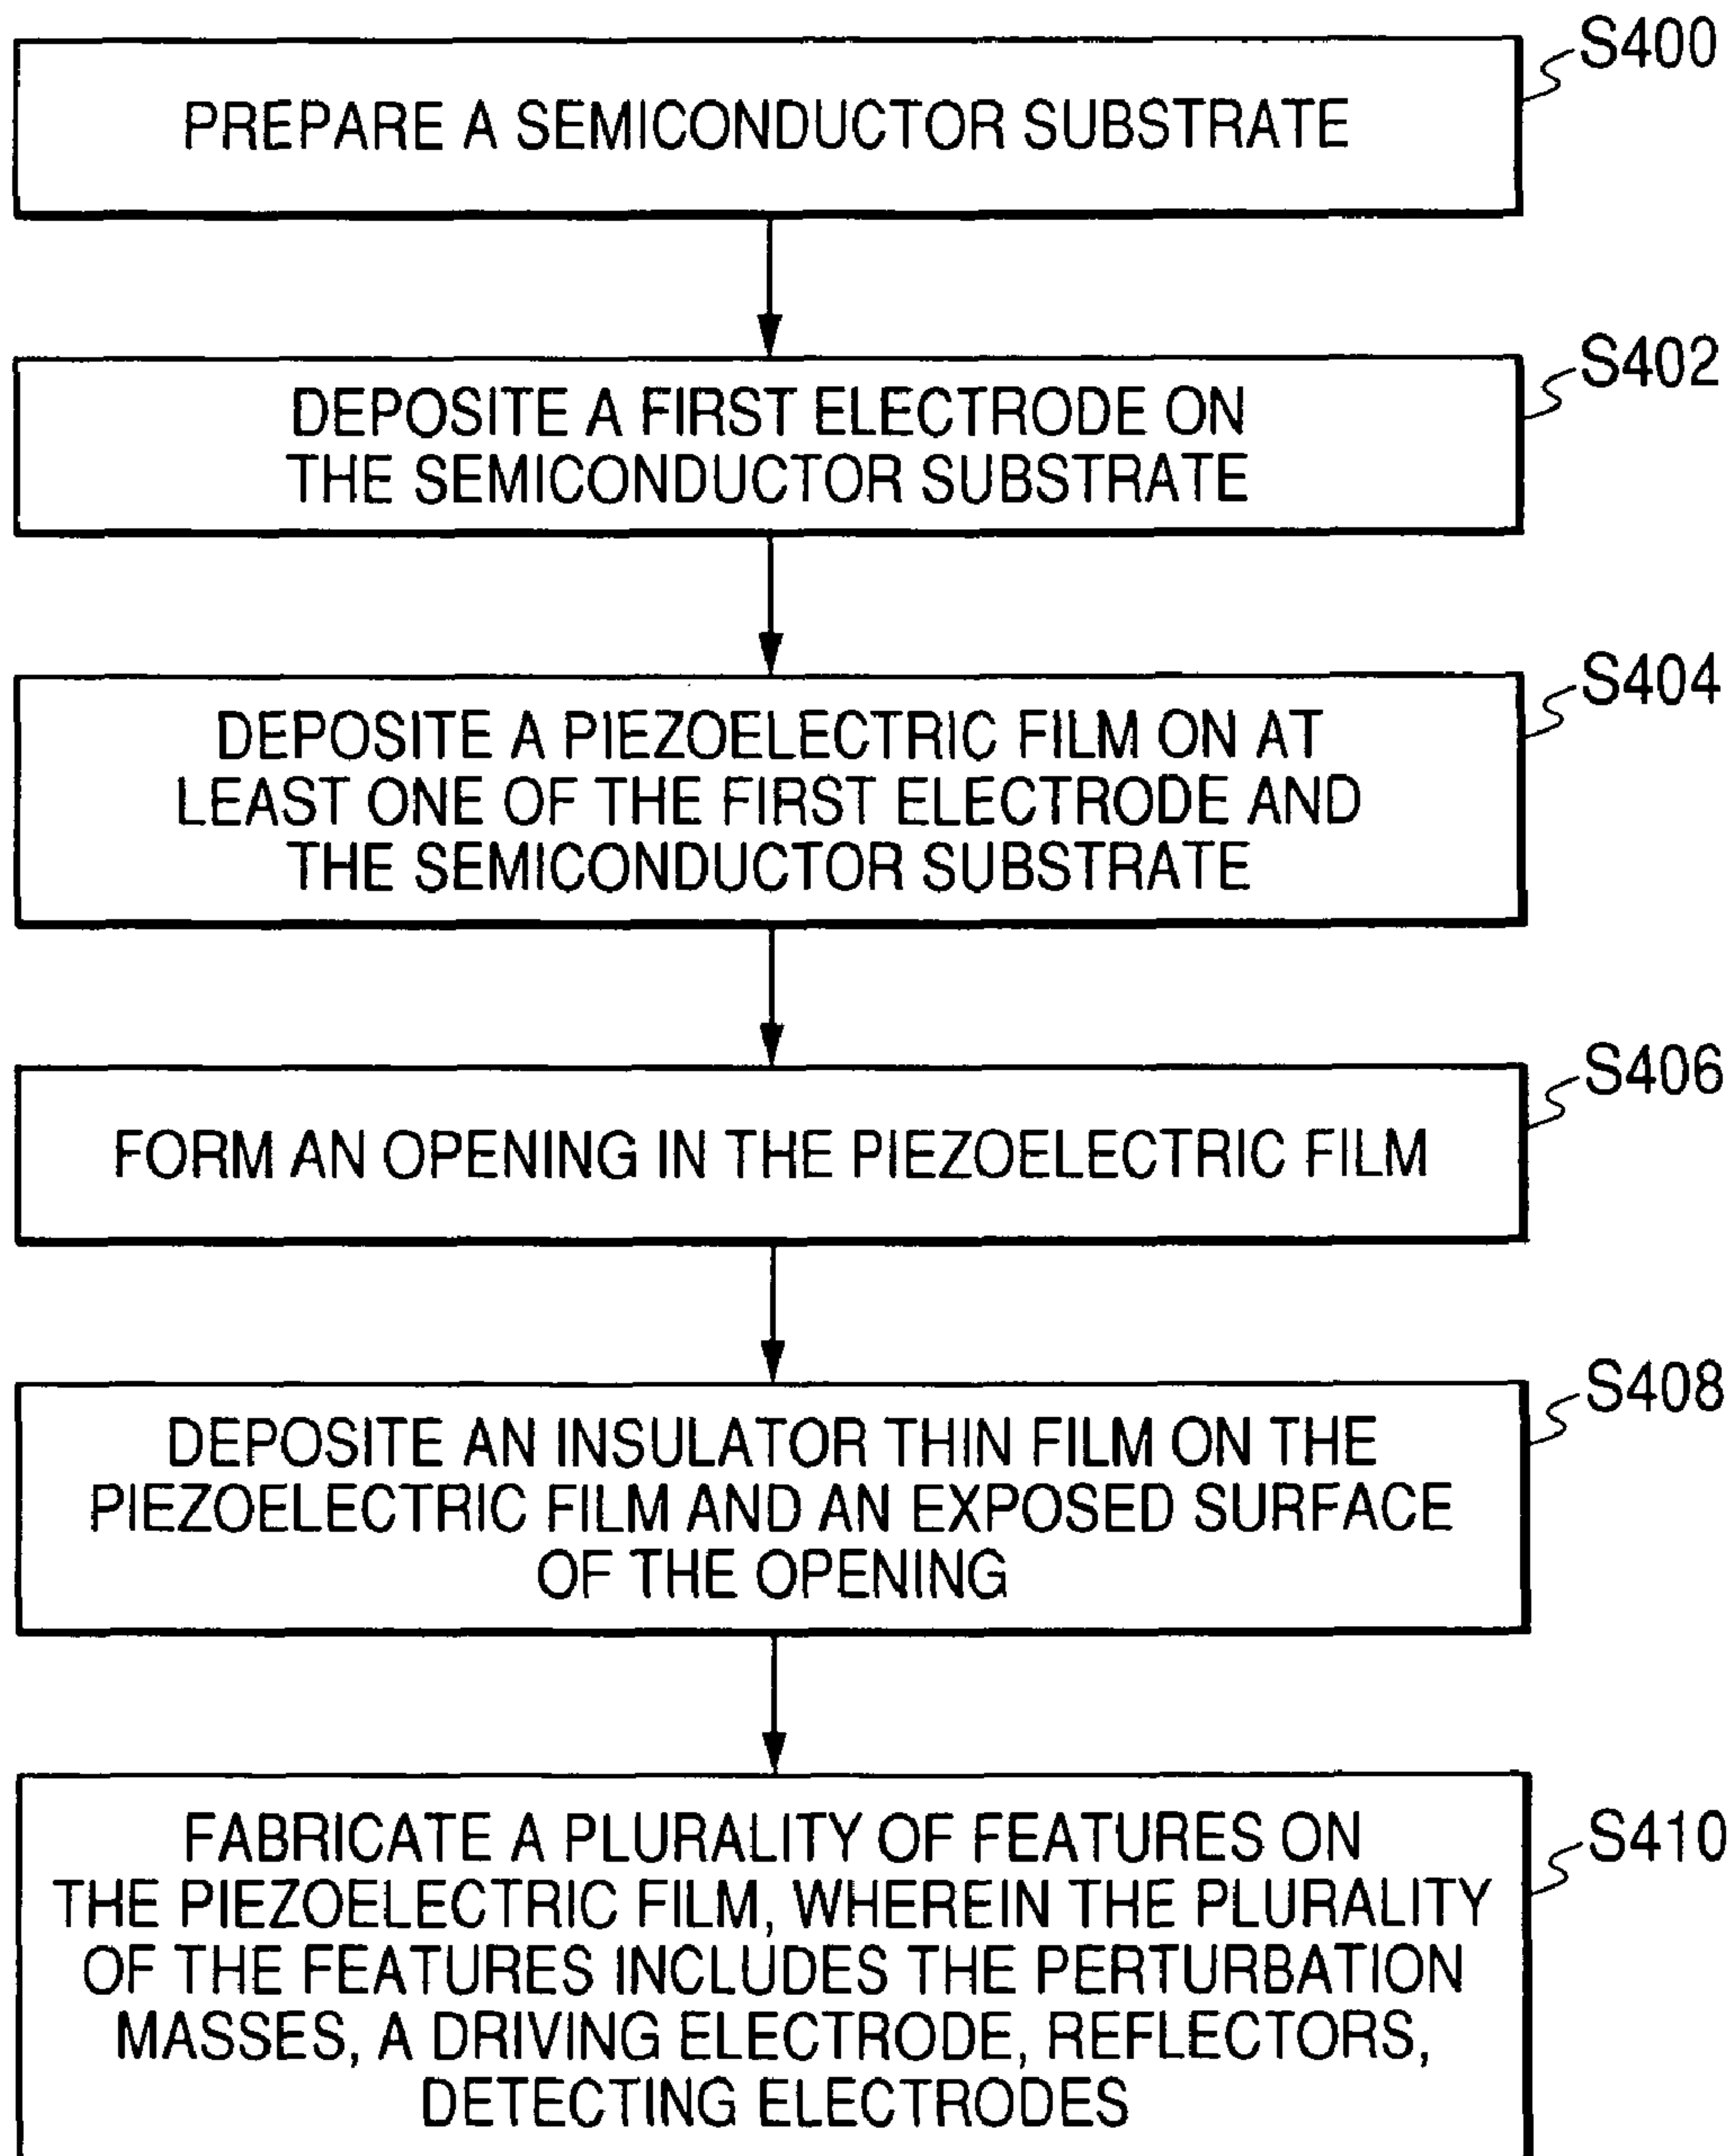 S400
PREPARE A SEMICONDUCTOR SUBSTRATE
S402
DEPOSITE A FIRST ELECTRODE ON
THE SEMICONDUCTOR SUBSTRATE
S404
DEPOSITE A PIEZOELECTRIC FILM ON AT
LEAST ONE OF THE FIRST ELECTRODE AND
THE SEMICONDUCTOR SUBSTRATE
S406
FORM AN OPENING IN THE PIEZOELECTRIC FILM
S408
DEPOSITE AN INSULATOR THIN FILM ON THE
PIEZOELECTRIC FILM AND AN EXPOSED SURFACE
OF THE OPENING
S410
FABRICATE A PLURALITY OF FEATURES ON
THE PIEZOELECTRIC FILM, WHEREIN THE PLURALITY
OF THE FEATURES INCLUDES THE PERTURBATION
MASSES, A DRIVING ELECTRODE, REFLECTORS,
DETECTING ELECTRODES